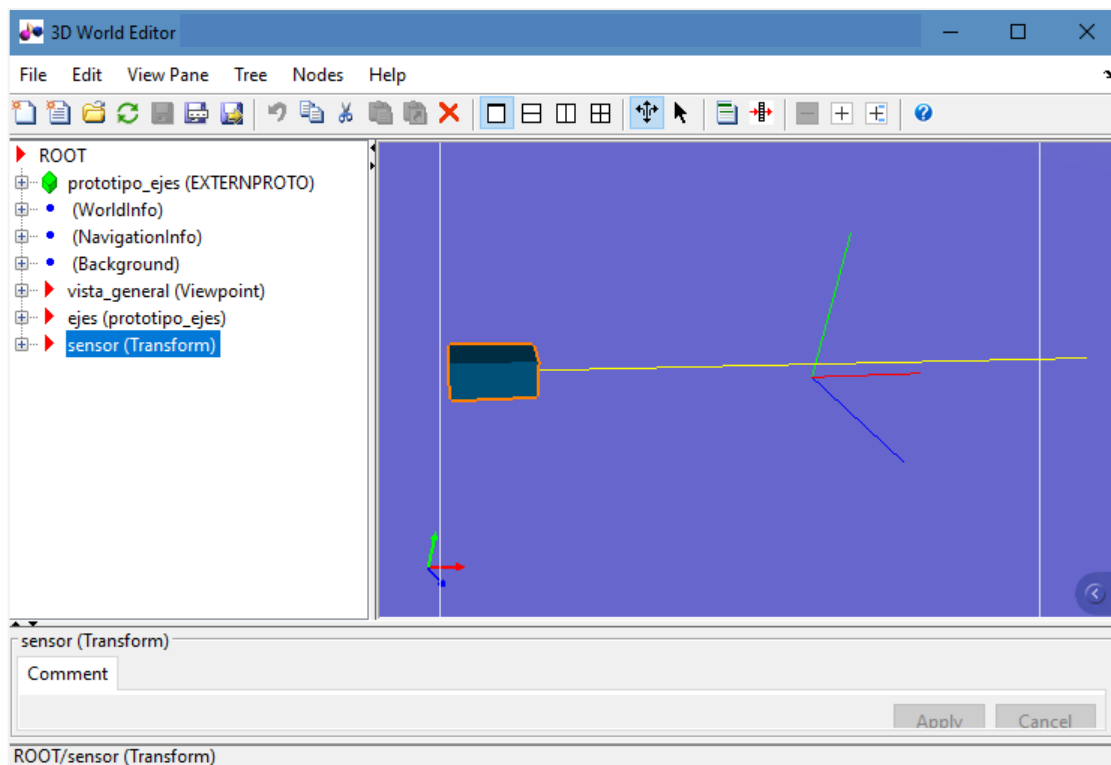 3D World Editor
File Edit View Pane Tree Nodes Help
ROOT
prototipo_ejes (EXTERNPROTO)
(WorldInfo)
(NavigationInfo)
(Background)
vista_general (Viewpoint)
ejes (prototipo_ejes)
sensor (Transform)
sensor (Transform)
Comment
Apply Cancel
ROOT/sensor (Transform)